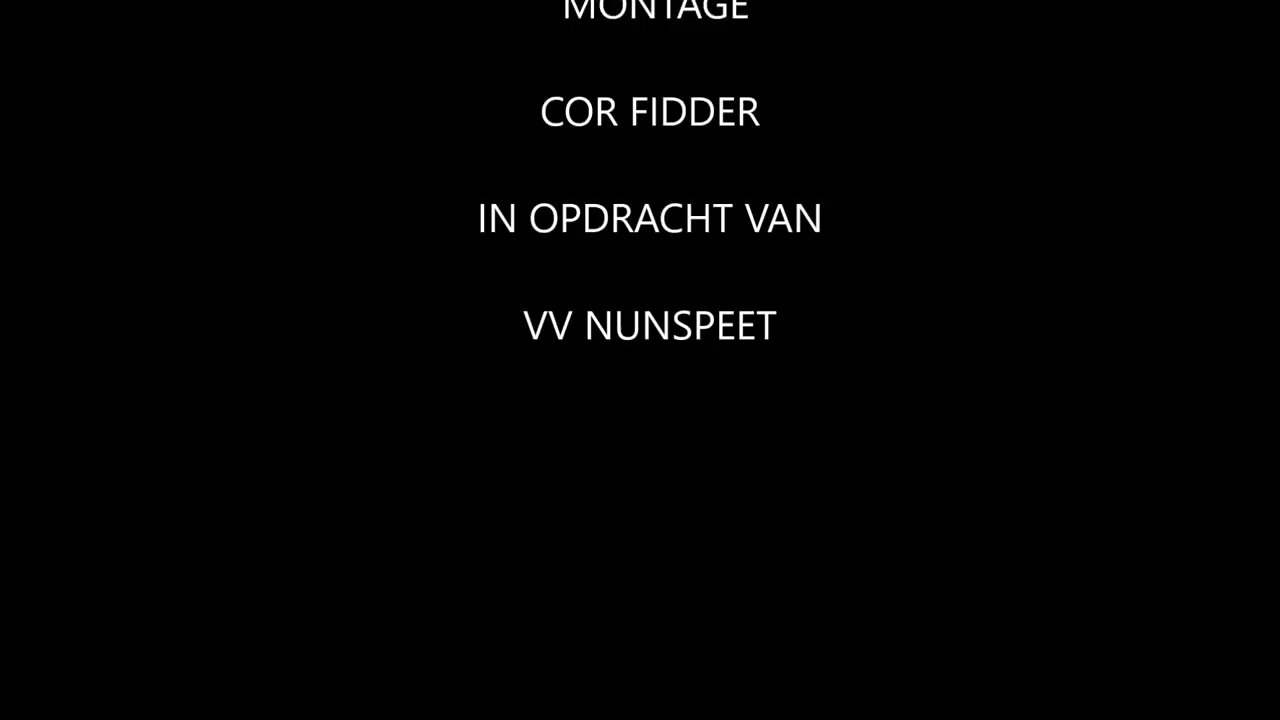 MONTAGE
COR FIDDER
IN OPDRACHT VAN
VV NUNSPEET